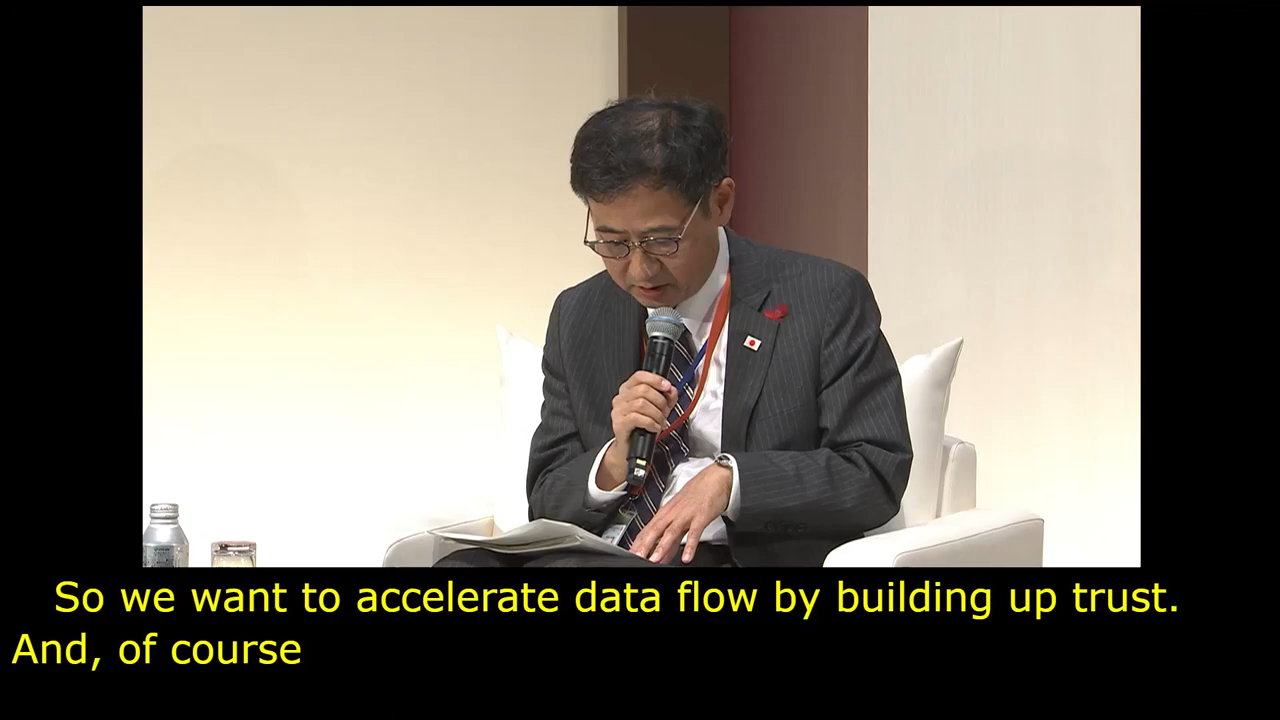 So we want to accelerate data flow by building up trust.
And, of course